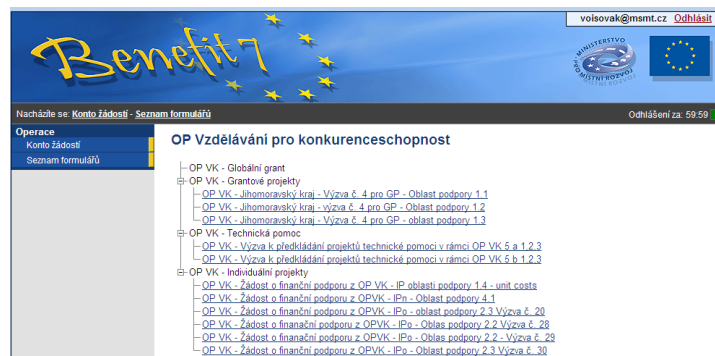 voisovak@msmt.cz Odhlásit
Benefit7
MINISTERSTVO
PRO MÍSTNÍ ROZVOJ
Nacházíte se: Konto žádostí - Seznam formulářů
Odhlášení za: 59:59
Operace
Konto žádostí
Seznam formulářů
OP Vzdělávání pro konkurenceschopnost
OP VK - Globální grant
OP VK - Grantové projekty
OP VK - Jihomoravský kraj - Výzva č. 4 pro GP - Oblast podpory 1.1
OP VK - Jihomoravský kraj - výzva č. 4 pro GP - Oblast podpory 1.2
OP VK - Jihomoravský kraj - Výzva č. 4 pro GP - oblast podpory 1.3
OP VK - Technická pomoc
OP VK - Výzva k předkládání projektů technické pomoci v rámci OP VK 5 a 1,2,3
OP VK - Výzva k předkládání projektů technické pomoci v rámci OP VK 5 b 1,2,3
OP VK - Individuální projekty
OP VK - Žádost o finanční podporu z OP VK - IP oblasti podpory 1.4 - unit costs
OP VK - Žádost o finanční podporu z OPVK - IPn - Oblast podpory 4.1
OP VK - Žádost o finanční podporu z OPVK - IPo - oblast podpory 2.3 Výzva č. 20
OP VK - Žádost o finanační podporu z OPVK - IPo - Oblas podpory 2.2 Výzva č. 28
OP VK - Žádost o finanační podporu z OPVK - IPo - Oblas podpory 2.2 - Výzva č. 29
OP VK - Žádost o finanční podporu z OPVK - IPo - Oblast podpory 2.3 Výzva č. 30